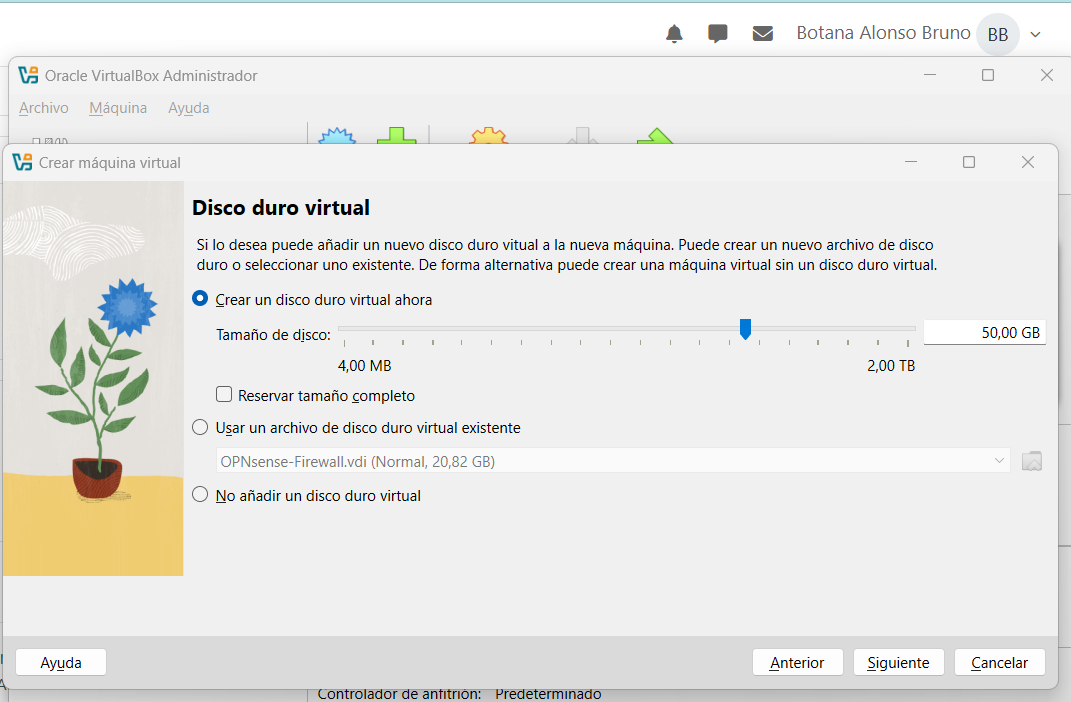 Botana Alonso Bruno BB
Oracle VirtualBox Administrador
Archivo Máquina Ayuda
Crear máquina virtual
Disco duro virtual
Si lo desea puede añadir un nuevo disco duro vitual a la nueva máquina. Puede crear un nuevo archivo de disco
duro o seleccionar uno existente. De forma alternativa puede crear una máquina virtual sin un disco duro virtual.
Crear un disco duro virtual ahora
Tamaño de disco: 50,00 GB
4,00 MB 2,00 TB
Reservar tamaño completo
Usar un archivo de disco duro virtual existente
OPNsense-Firewall.vdi (Normal, 20,82 GB)
No añadir un disco duro virtual
Ayuda Anterior Siguiente Cancelar
Controlador de anfitrión: Predeterminado